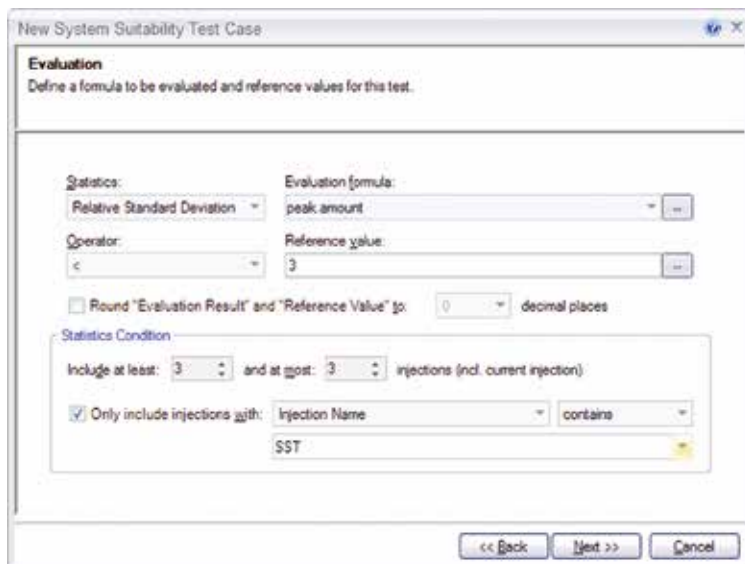 New System Suitability Test Case
Evaluation
Define a formula to be evaluated and reference values for this test.
Statistics: Evaluation formula:
Relative Standard Deviation peak.amount ...
Operator: Reference value:
< 3 ...
Round "Evaluation Result" and "Reference Value" to: 0 decimal places
Statistics Condition
Include at least: 3 and at most: 3 injections (incl. current injection)
Only include injections with: Injection Name contains
SST
<< Back Next >> Cancel